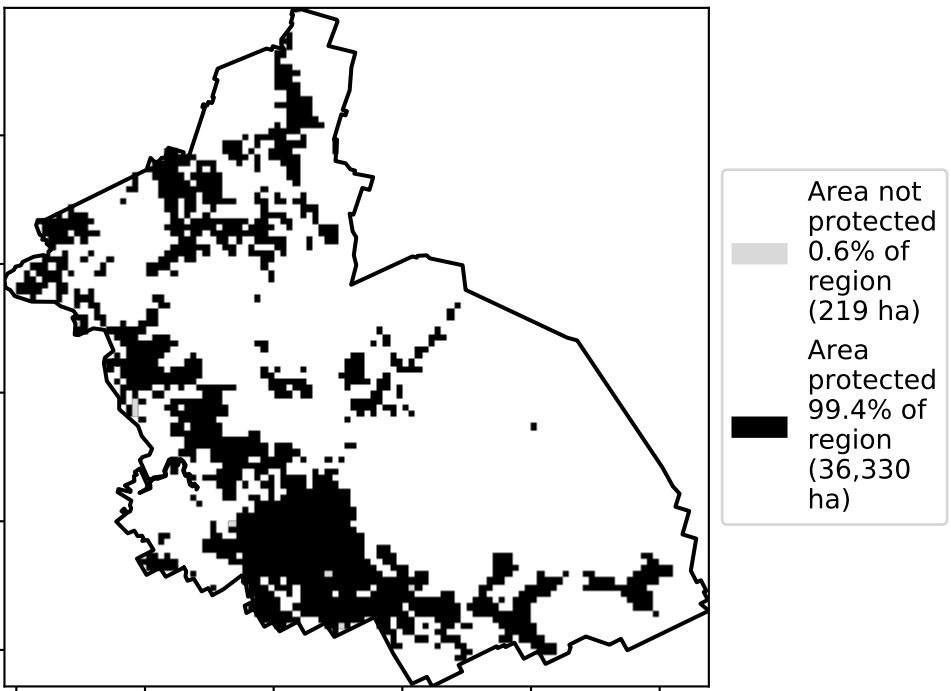 Area not
protected
0.6% of
region
(219 ha)
Area
protected
99.4% of
region
(36,330
ha)